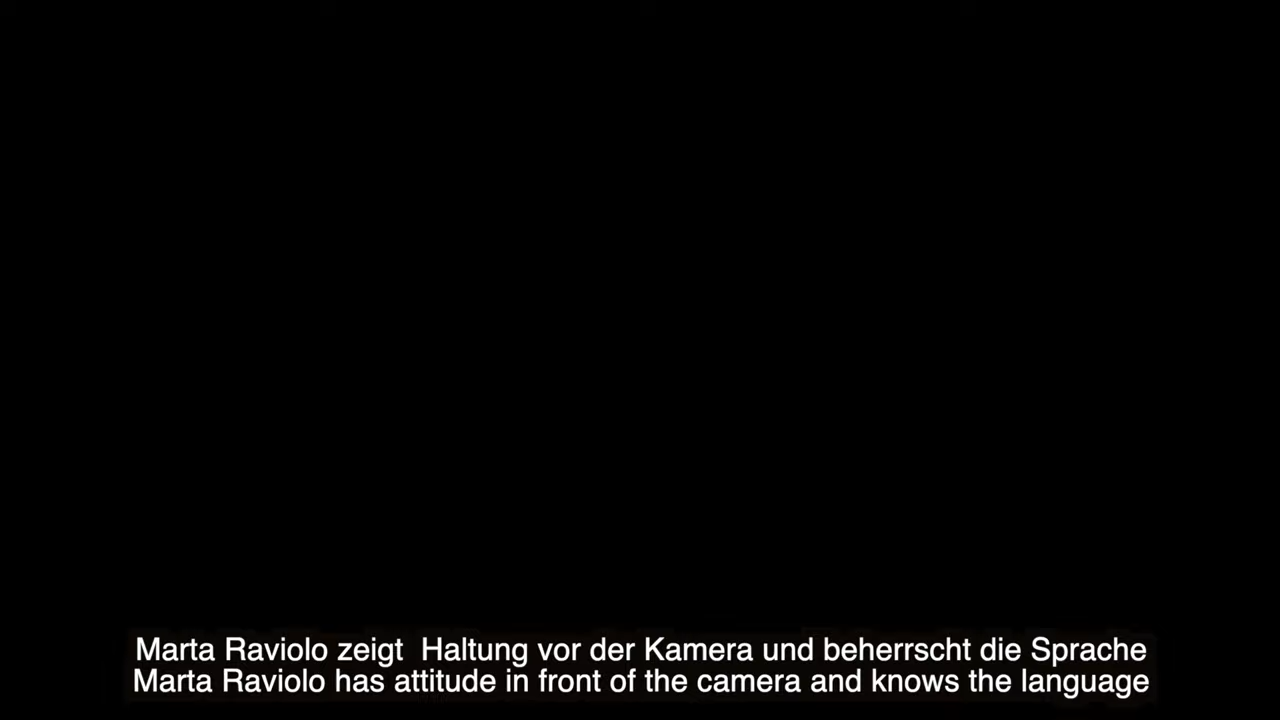 Marta Raviolo zeigt  Haltung vor der Kamera und beherrscht die Sprache
Marta Raviolo has attitude in front of the camera and knows the language